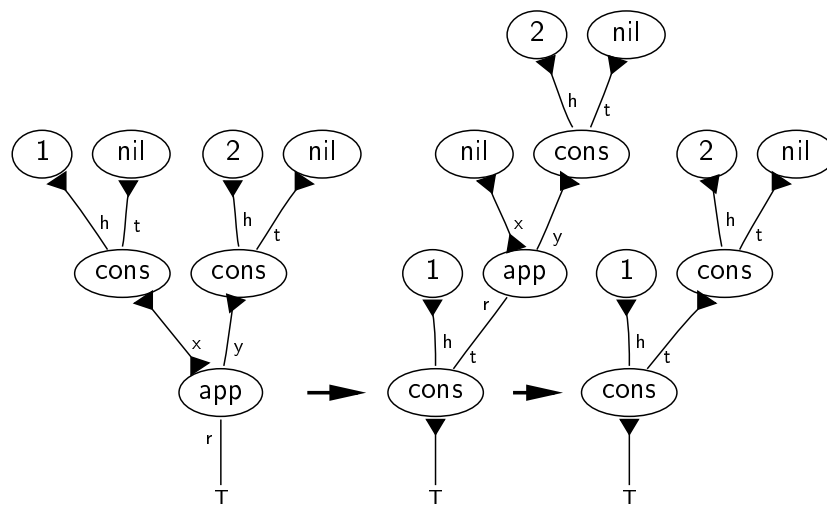 2 nil
h t
1 nil 2 nil nil cons 2 nil
h t h t x y h t
cons cons 1 app 1 cons
x y r h t h t
app cons cons
r
T T T